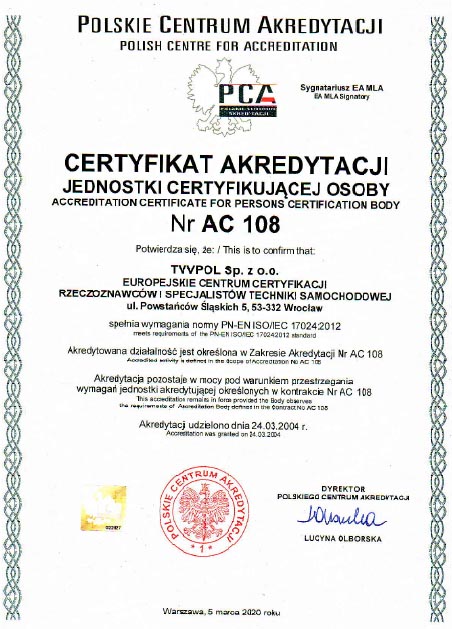 POLSKIE CENTRUM AKREDYTACJI
POLISH CENTRE FOR ACCREDITATION
PCA
POLSKIE CENTRUM
AKREDYTACJI
Sygnatariusz EA MLA
EA MLA Signatory
CERTYFIKAT AKREDYTACJI
JEDNOSTKI CERTYFIKUJĄCEJ OSOBY
ACCREDITATION CERTIFICATE FOR PERSONS CERTIFICATION BODY
Nr AC 108
Potwierdza się, że: / This is to confirm that:
TYVPOL Sp. z o.o.
EUROPEJSKIE CENTRUM CERTYFIKACJI
RZECZOZNAWCÓW I SPECJALISTÓW TECHNIKI SAMOCHODOWEJ
ul. Powstańców Śląskich 5, 53-332 Wrocław
spełnia wymagania normy PN-EN ISO/IEC 17024:2012
meets requirements of the PN-EN ISO/IEC 17024:2012 standard
Akredytowana działalność jest określona w Zakresie Akredytacji Nr AC 108
Accredited activity is defined in the Scope of Accreditation No AC 108
Akredytacja pozostaje w mocy pod warunkiem przestrzegania
wymagań jednostki akredytującej określonych w kontrakcie Nr AC 108
This accreditation remains in force provided the Body observes
the requirements of Accreditation Body defined in the Contract No AC 108
Akredytacji udzielono dnia 24.03.2004 r.
Accreditation was granted on 24.03.2004
POLSKIE CENTRUM AKREDYTACJI
* 1 *
DYREKTOR
POLSKIEGO CENTRUM AKREDYTACJI
LUCYNA OLBORSKA
Warszawa, 5 marca 2020 roku